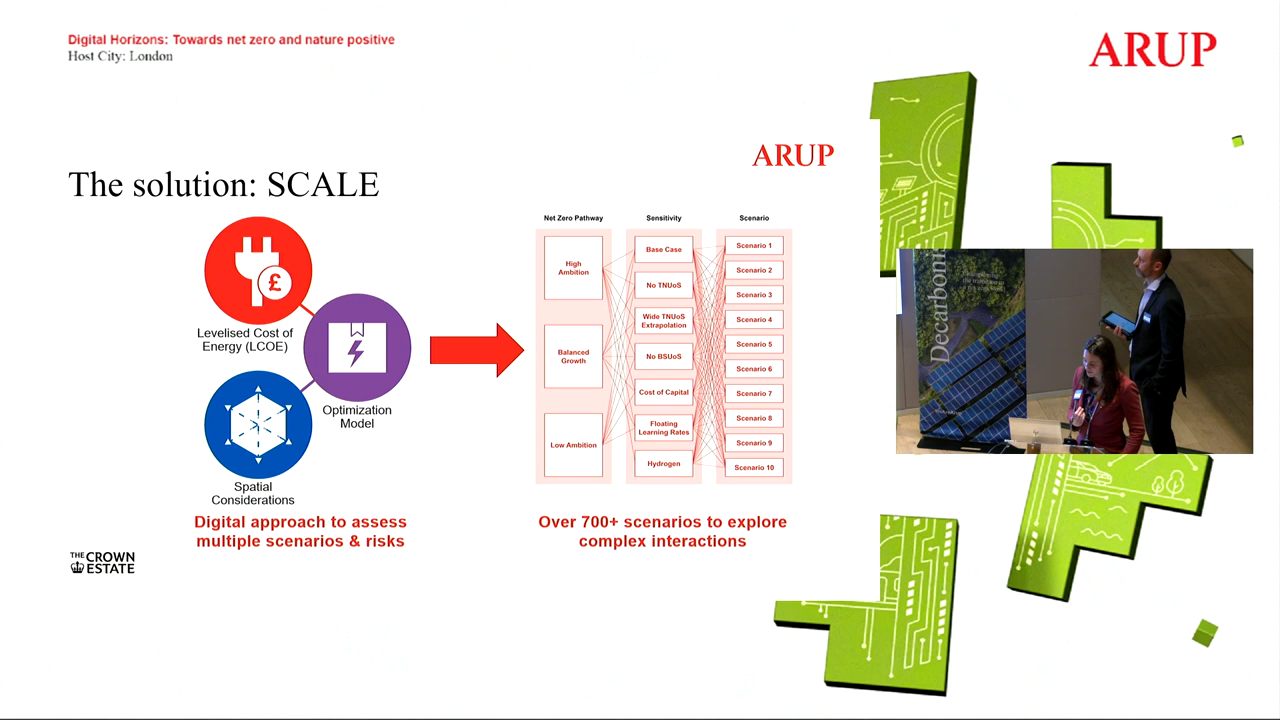 Digital Horizons: Towards net zero and nature positive
Host City: London
ARUP
ARUP
The solution: SCALE
£
Levelised Cost of
Energy (LCOE)
Optimization
Model
Spatial
Considerations
Digital approach to assess
multiple scenarios & risks
Net Zero Pathway
High
Ambition
Balanced
Growth
Low Ambition
Sensitivity
Base Case
No TNUoS
Wide TNUoS
Extrapolation
No BSUoS
Cost of Capital
Floating
Learning Rates
Hydrogen
Scenario
Scenario 1
Scenario 2
Scenario 3
Scenario 4
Scenario 5
Scenario 6
Scenario 7
Scenario 8
Scenario 9
Scenario 10
Over 700+ scenarios to explore
complex interactions
THE CROWN
ESTATE
Decarbonis